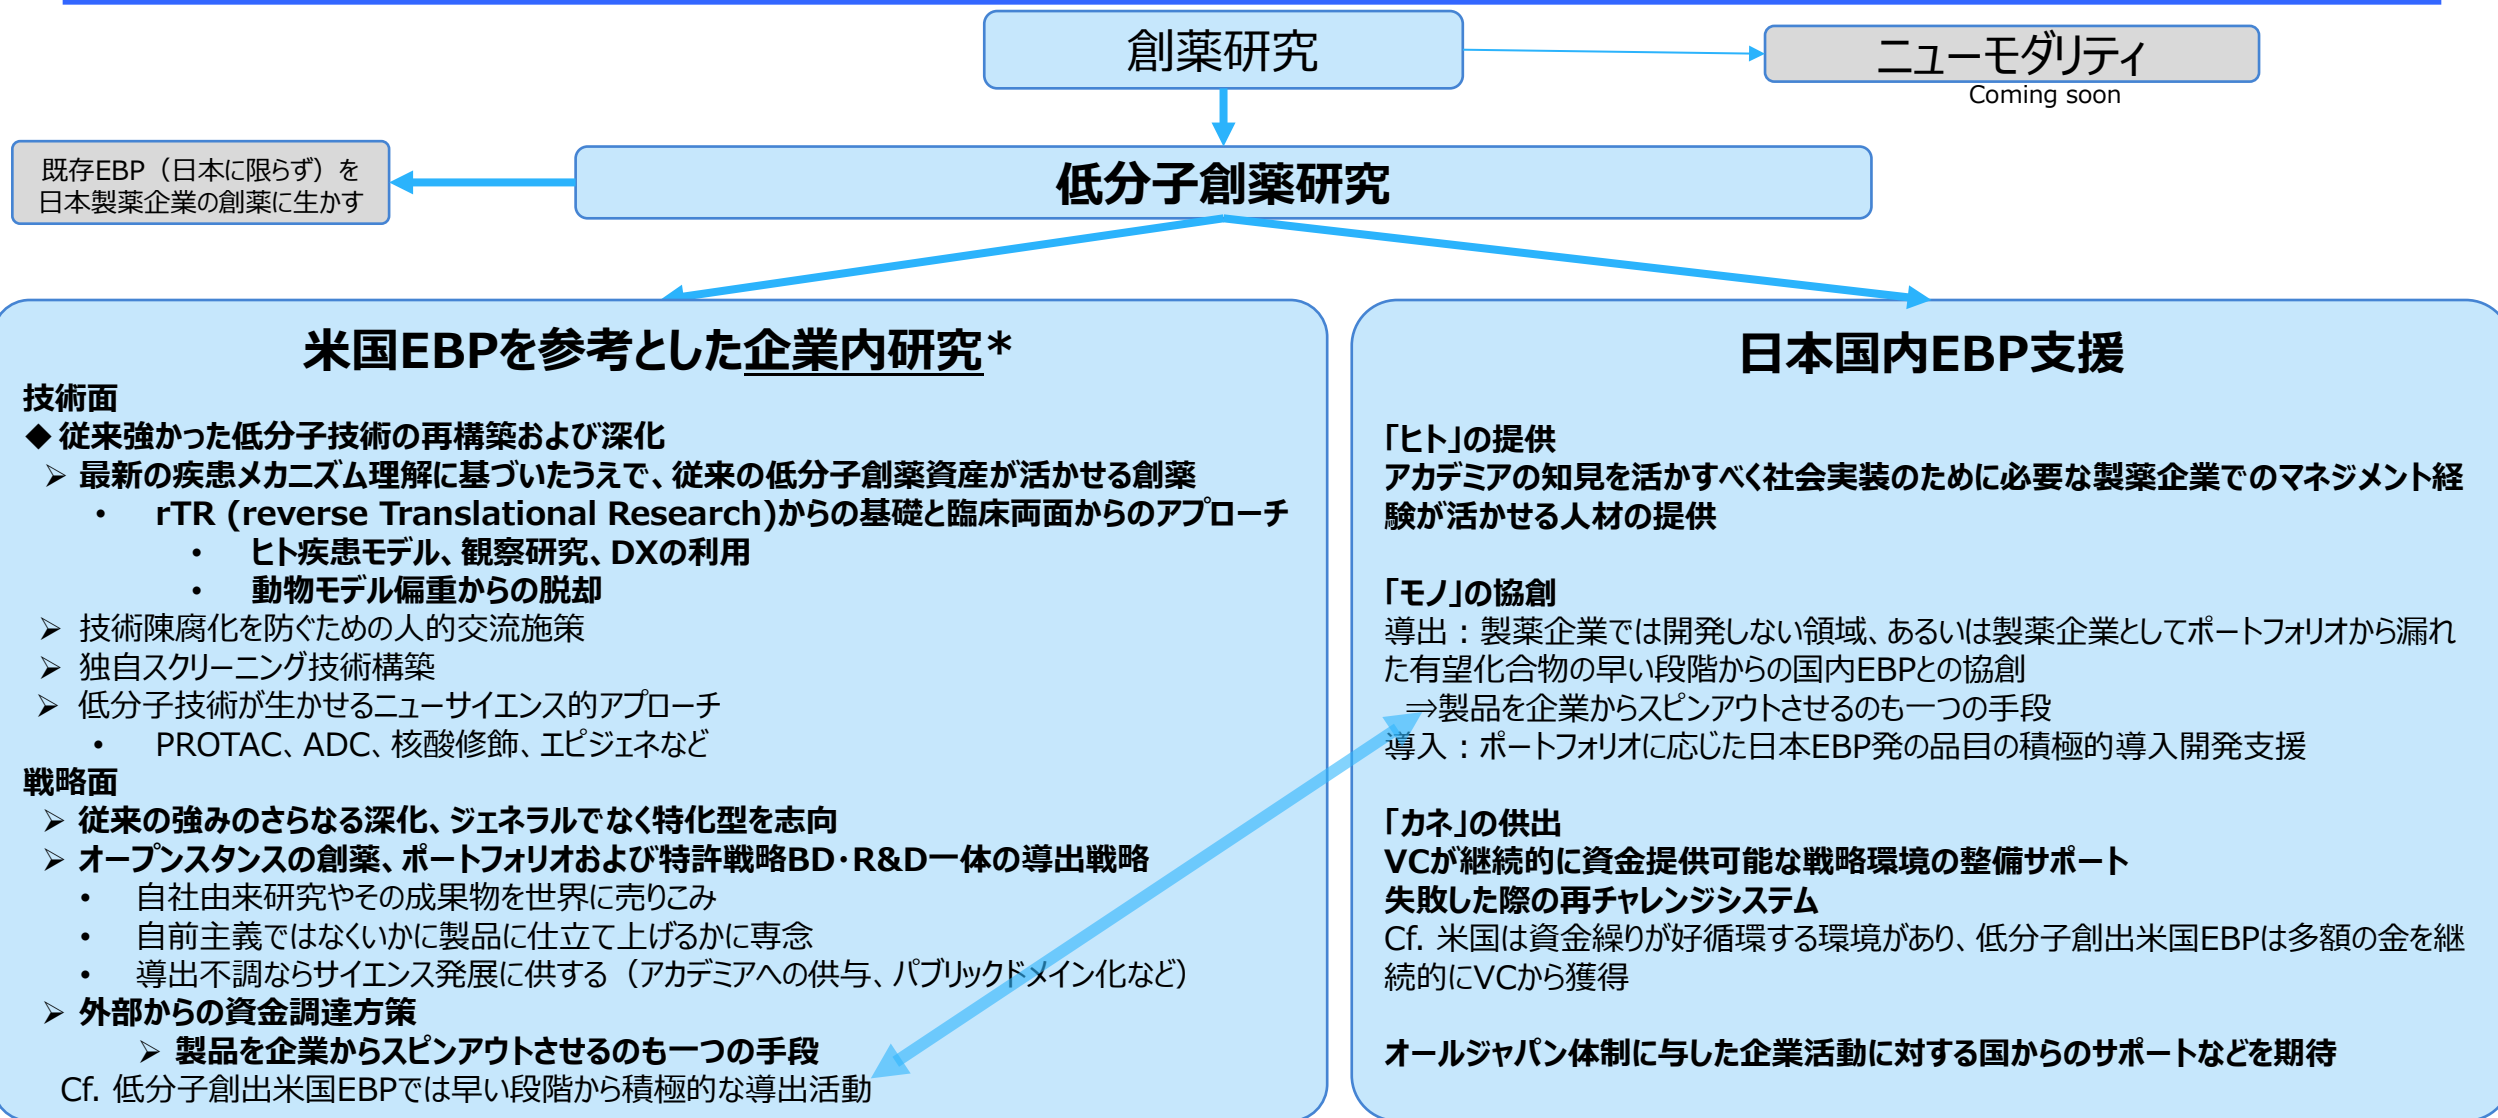 創薬研究
ニューモダリティ
Coming soon
既存EBP（日本に限らず）を
日本製薬企業の創薬に生かす
低分子創薬研究
米国EBPを参考とした企業内研究*
技術面
◆ 従来強かった低分子技術の再構築および深化
➢ 最新の疾患メカニズム理解に基づいたうえで、従来の低分子創薬資産が活かせる創薬
• rTR (reverse Translational Research)からの基礎と臨床両面からのアプローチ
• ヒト疾患モデル、観察研究、DXの利用
• 動物モデル偏重からの脱却
➢ 技術陳腐化を防ぐための人的交流施策
➢ 独自スクリーニング技術構築
➢ 低分子技術が生かせるニューサイエンス的アプローチ
• PROTAC、ADC、核酸修飾、エピジェネなど
戦略面
➢ 従来の強みのさらなる深化、ジェネラルでなく特化型を志向
➢ オープンスタンスの創薬、ポートフォリオおよび特許戦略BD・R&D一体の導出戦略
• 自社由来研究やその成果物を世界に売りこみ
• 自前主義ではなくいかに製品に仕立て上げるかに専念
• 導出不調ならサイエンス発展に供する（アカデミアへの供与、パブリックドメイン化など）
➢ 外部からの資金調達方策
➢ 製品を企業からスピンアウトさせるのも一つの手段
Cf. 低分子創出米国EBPでは早い段階から積極的な導出活動
日本国内EBP支援
「ヒト」の提供
アカデミアの知見を活かすべく社会実装のために必要な製薬企業でのマネジメント経
験が活かせる人材の提供
「モノ」の協創
導出：製薬企業では開発しない領域、あるいは製薬企業としてポートフォリオから漏れ
た有望化合物の早い段階からの国内EBPとの協創
⇒製品を企業からスピンアウトさせるのも一つの手段
導入：ポートフォリオに応じた日本EBP発の品目の積極的導入開発支援
「カネ」の供出
VCが継続的に資金提供可能な戦略環境の整備サポート
失敗した際の再チャレンジシステム
Cf. 米国は資金繰りが好循環する環境があり、低分子創出米国EBPは多額の金を継
続的にVCから獲得
オールジャパン体制に与した企業活動に対する国からのサポートなどを期待